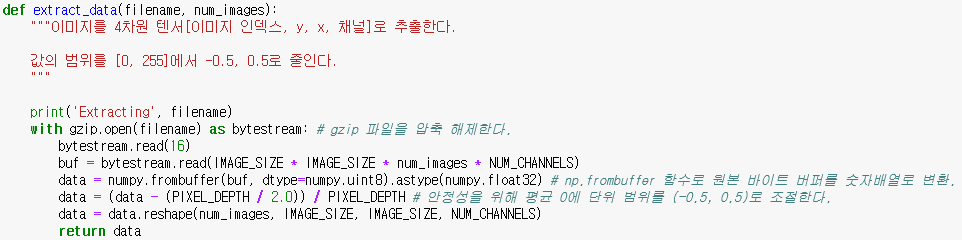 def extract_data(filename, num_images):
    """이미지를 4차원 텐서[이미지 인덱스, y, x, 채널]로 추출한다.

    값의 범위를 [0, 255]에서 -0.5, 0.5로 줄인다.
    """

    print('Extracting', filename)
    with gzip.open(filename) as bytestream: # gzip 파일을 압축 해제한다.
        bytestream.read(16)
        buf = bytestream.read(IMAGE_SIZE * IMAGE_SIZE * num_images * NUM_CHANNELS)
        data = numpy.frombuffer(buf, dtype=numpy.uint8).astype(numpy.float32) # np.frombuffer 함수로 원본 바이트 버퍼를 숫자배열로 변환.
        data = (data - (PIXEL_DEPTH / 2.0)) / PIXEL_DEPTH # 안정성을 위해 평균 0에 단위 범위를 (-0.5, 0.5)로 조절한다.
        data = data.reshape(num_images, IMAGE_SIZE, IMAGE_SIZE, NUM_CHANNELS)
        return data